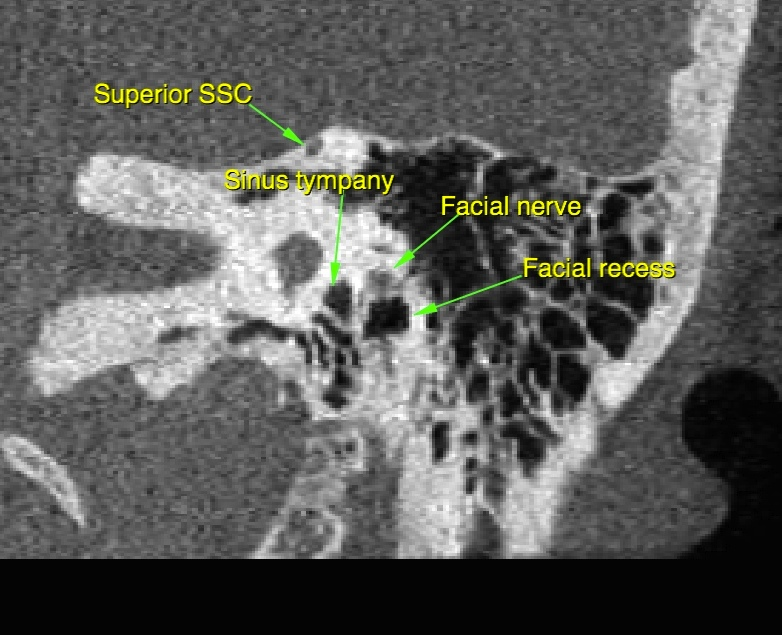 Superior SSC
Sinus tympany
Facial nerve
Facial recess